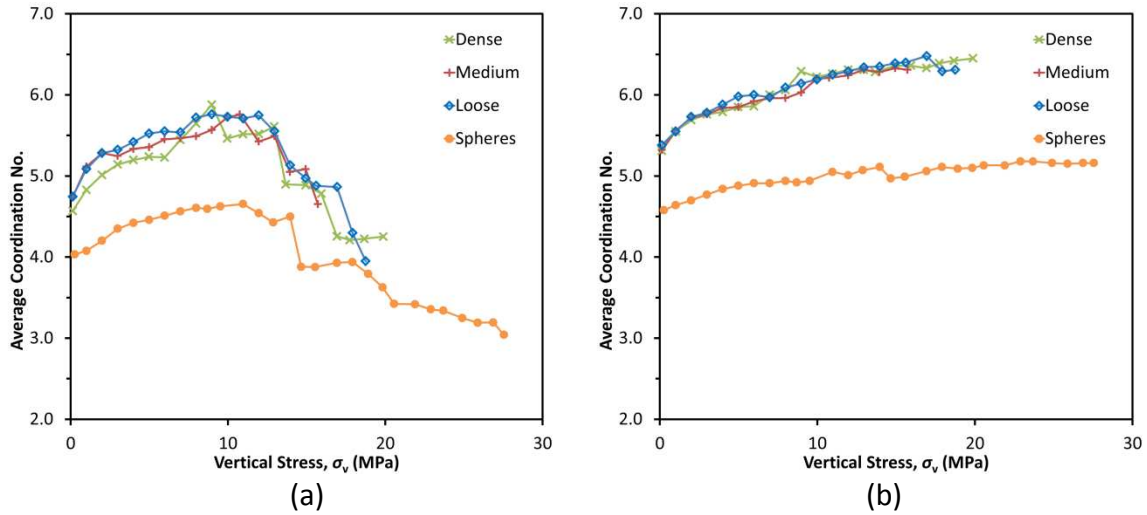 7.0
6.0
5.0
4.0
3.0
2.0
Average Coordination No.
Dense
Medium
Loose
Spheres
0
10
20
30
Vertical Stress, σv (MPa)
(a)
7.0
6.0
5.0
4.0
3.0
2.0
Average Coordination No.
Dense
Medium
Loose
Spheres
0
10
20
30
Vertical Stress, σv (MPa)
(b)